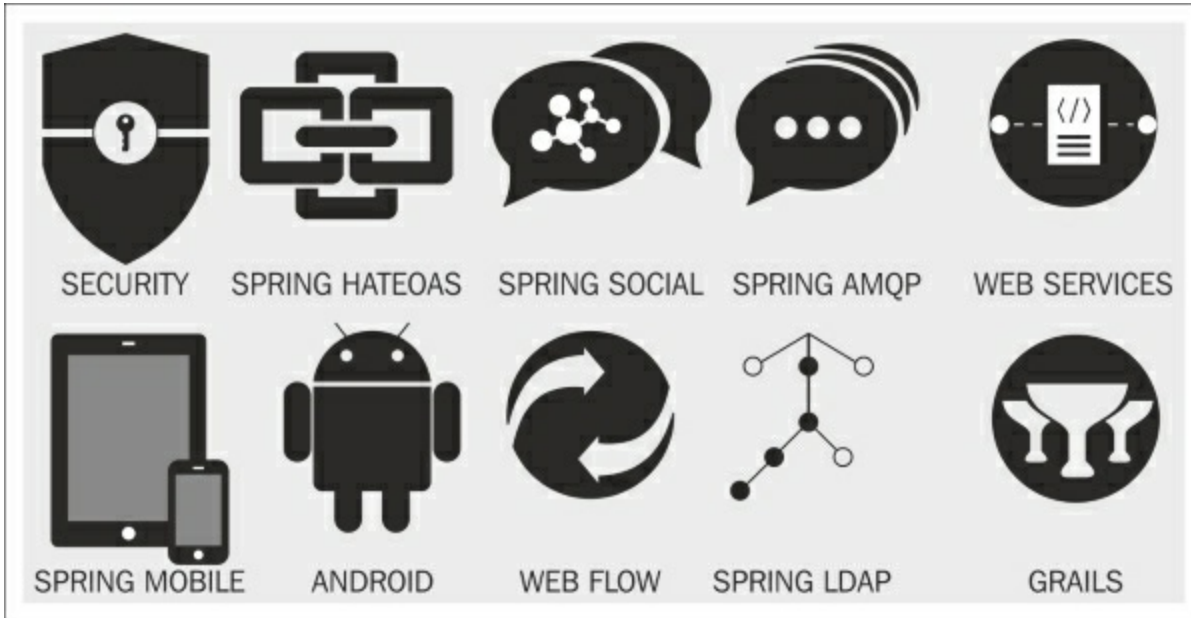 SECURITY SPRING HATEOAS SPRING SOCIAL SPRING AMQP WEB SERVICES
SPRING MOBILE ANDROID WEB FLOW SPRING LDAP GRAILS